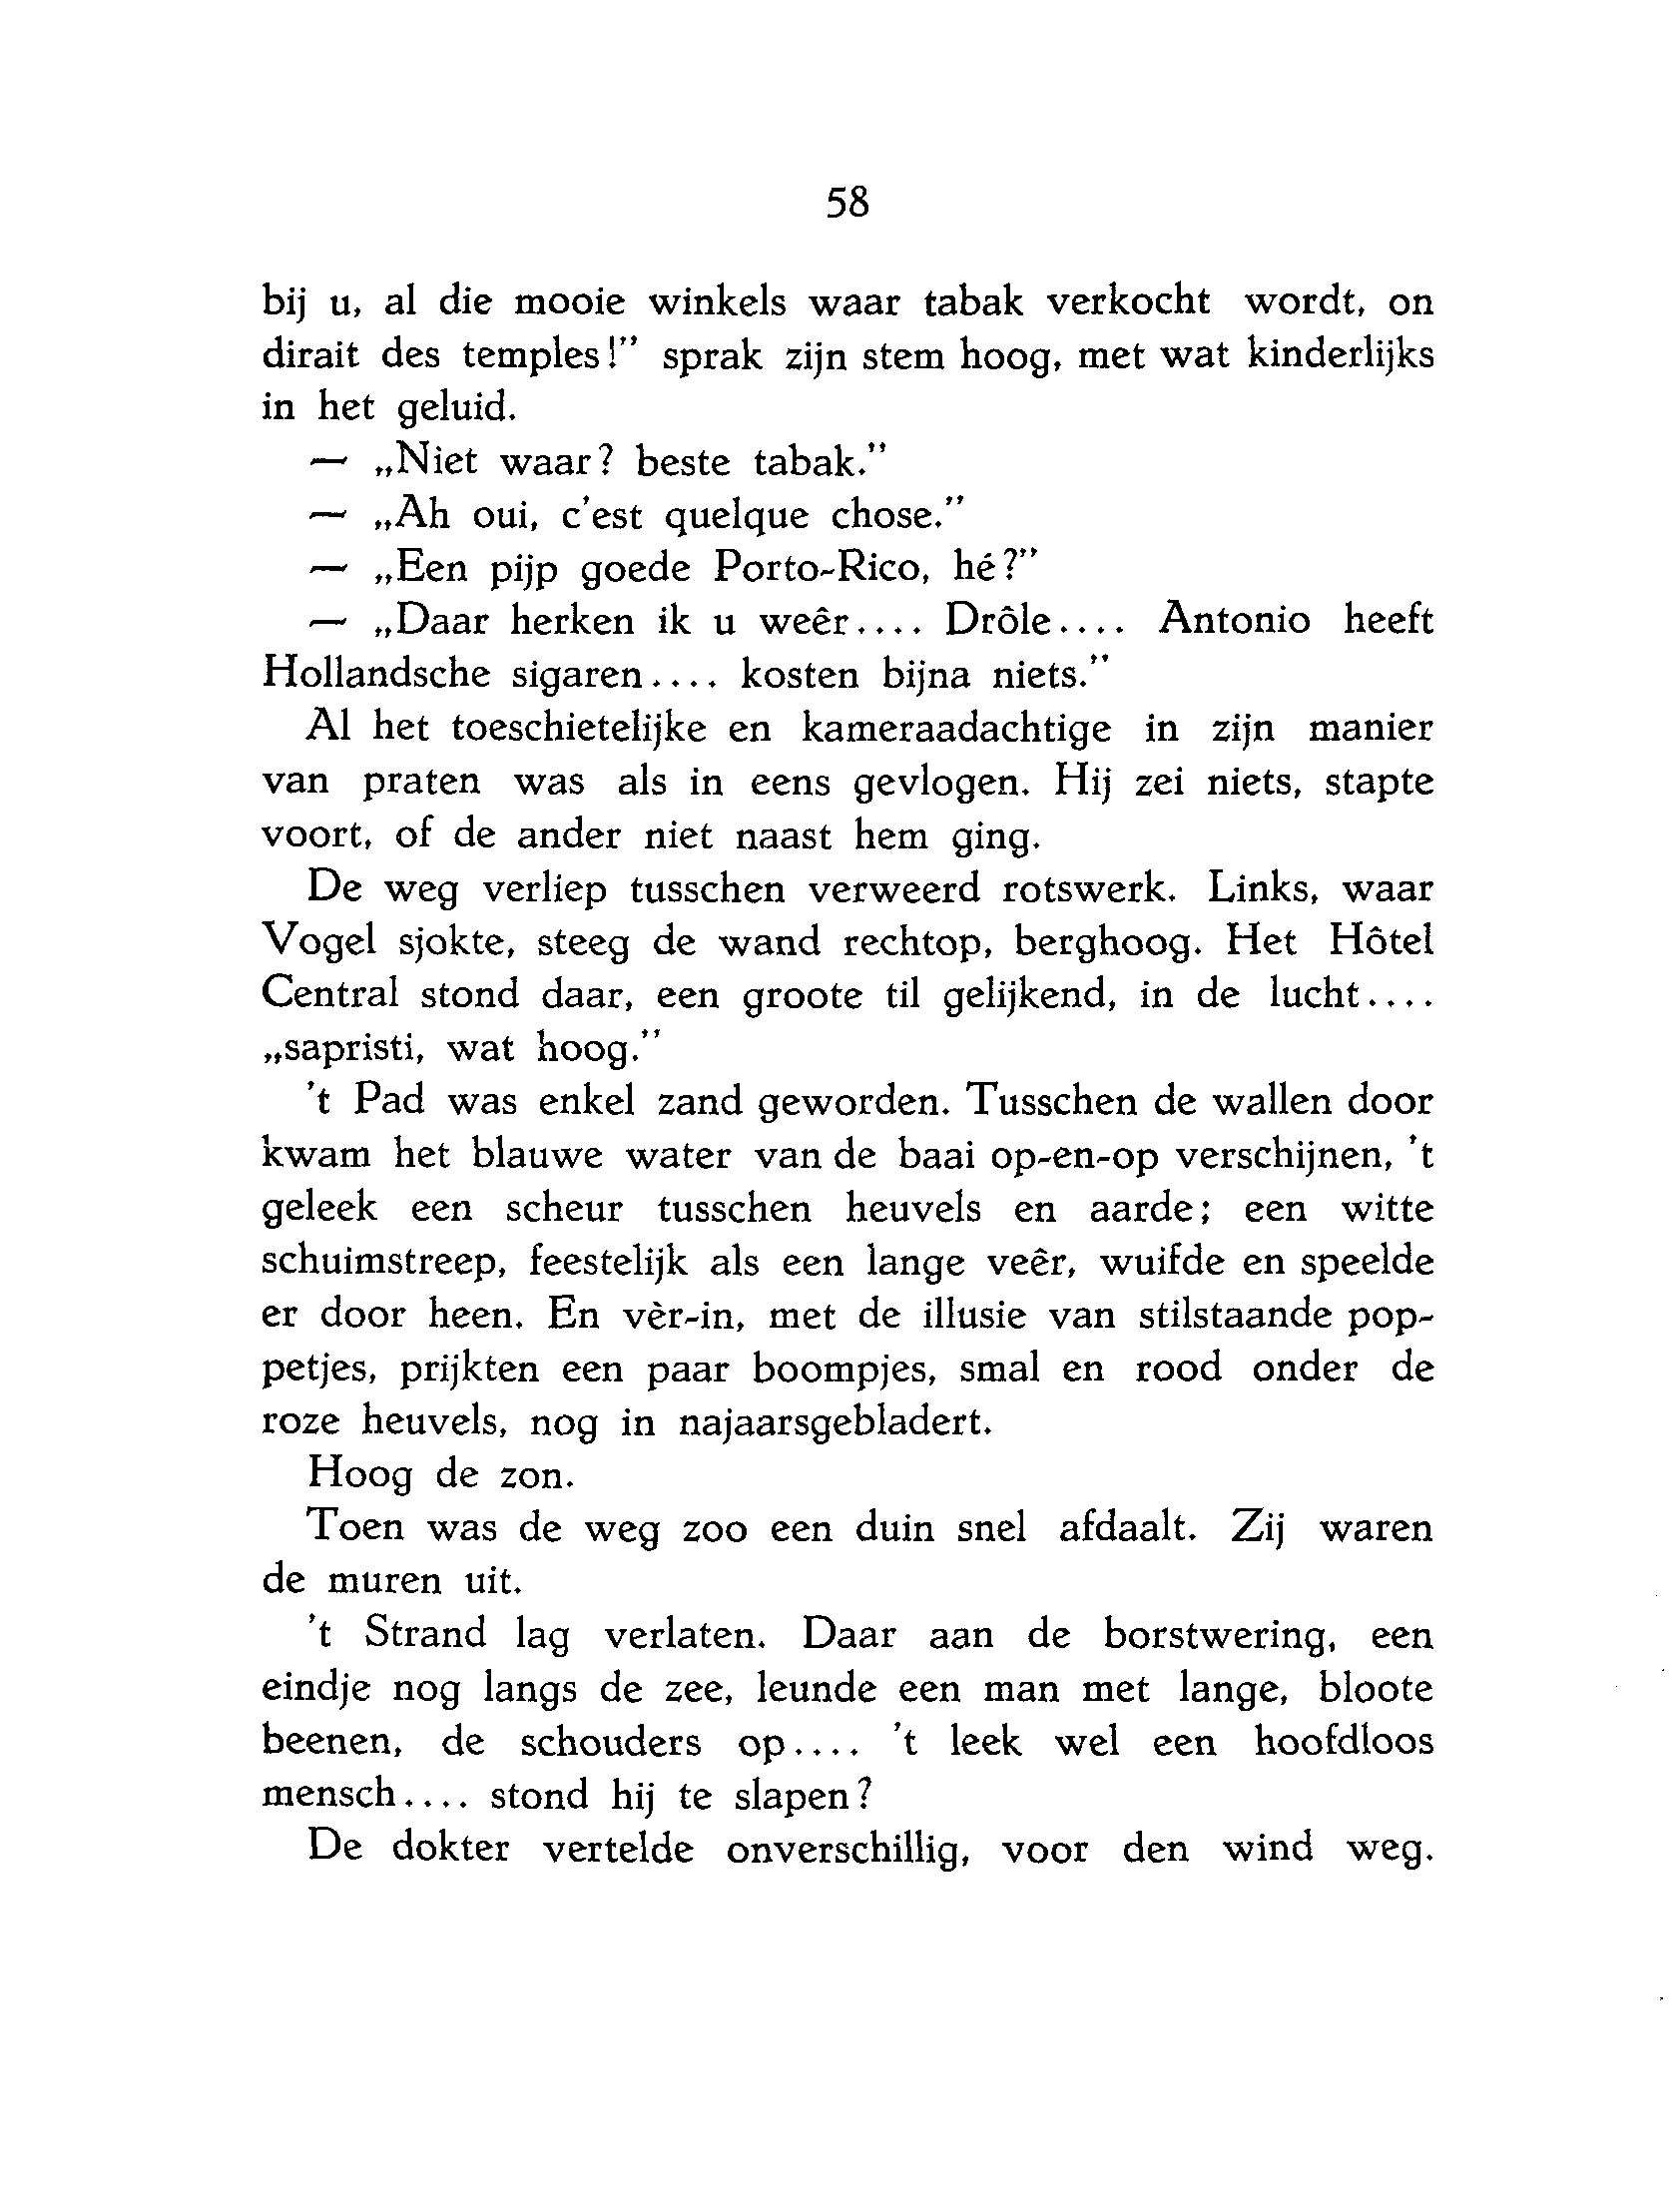 58
bij u, al die mooie winkels waar tabak verkocht wordt, on
dirait des temples!” sprak zijn stem hoog, met wat kinderlijks
in het geluid.
— „Niet waar? beste tabak.”
— „Ah oui, c'est quelque chose.”
— „Een pijp goede Porto-Rico, hé?”
— „Daar herken ik u weêr.... Drôle.... Antonio heeft
Hollandsche sigaren.... kosten bijna niets.”
Al het toeschietelijke en kameraadachtige in zijn manier
van praten was als in eens gevlogen. Hij zei niets, stapte
voort, of de ander niet naast hem ging.
De weg verliep tusschen verweerd rotswerk. Links, waar
Vogel sjokte, steeg de wand rechtop, berghoog. Het Hôtel
Central stond daar, een groote til gelijkend, in de lucht....
„sapristi, wat hoog.”
't Pad was enkel zand geworden. Tusschen de wallen door
kwam het blauwe water van de baai op-en-op verschijnen, 't
geleek een scheur tusschen heuvels en aarde; een witte
schuimstreep, feestelijk als een lange veêr, wuifde en speelde
er door heen. En vèr-in, met de illusie van stilstaande pop-
petjes, prijkten een paar boompjes, smal en rood onder de
roze heuvels, nog in najaarsgebladert.
Hoog de zon.
Toen was de weg zoo een duin snel afdaalt. Zij waren
de muren uit.
't Strand lag verlaten. Daar aan de borstwering, een
eindje nog langs de zee, leunde een man met lange, bloote
beenen, de schouders op.... 't leek wel een hoofdloos
mensch.... stond hij te slapen?
De dokter vertelde onverschillig, voor den wind weg.